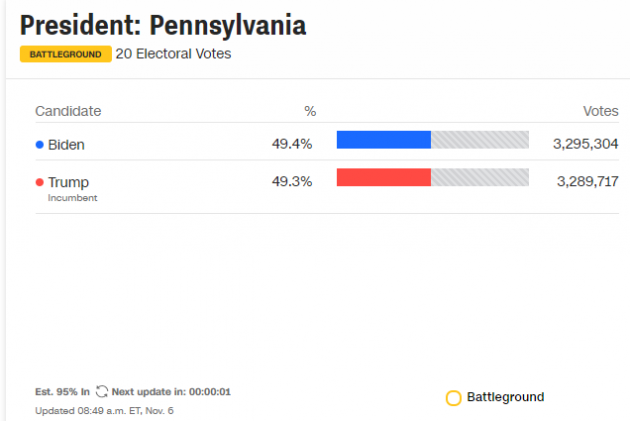 President: Pennsylvania
BATTLEGROUND 20 Electoral Votes
Candidate % Votes
Biden 49.4% 3,295,304
Trump 49.3% 3,289,717
Incumbent
Est. 95% In Next update in: 00:00:01
Updated 08:49 a.m. ET, Nov. 6
Battleground